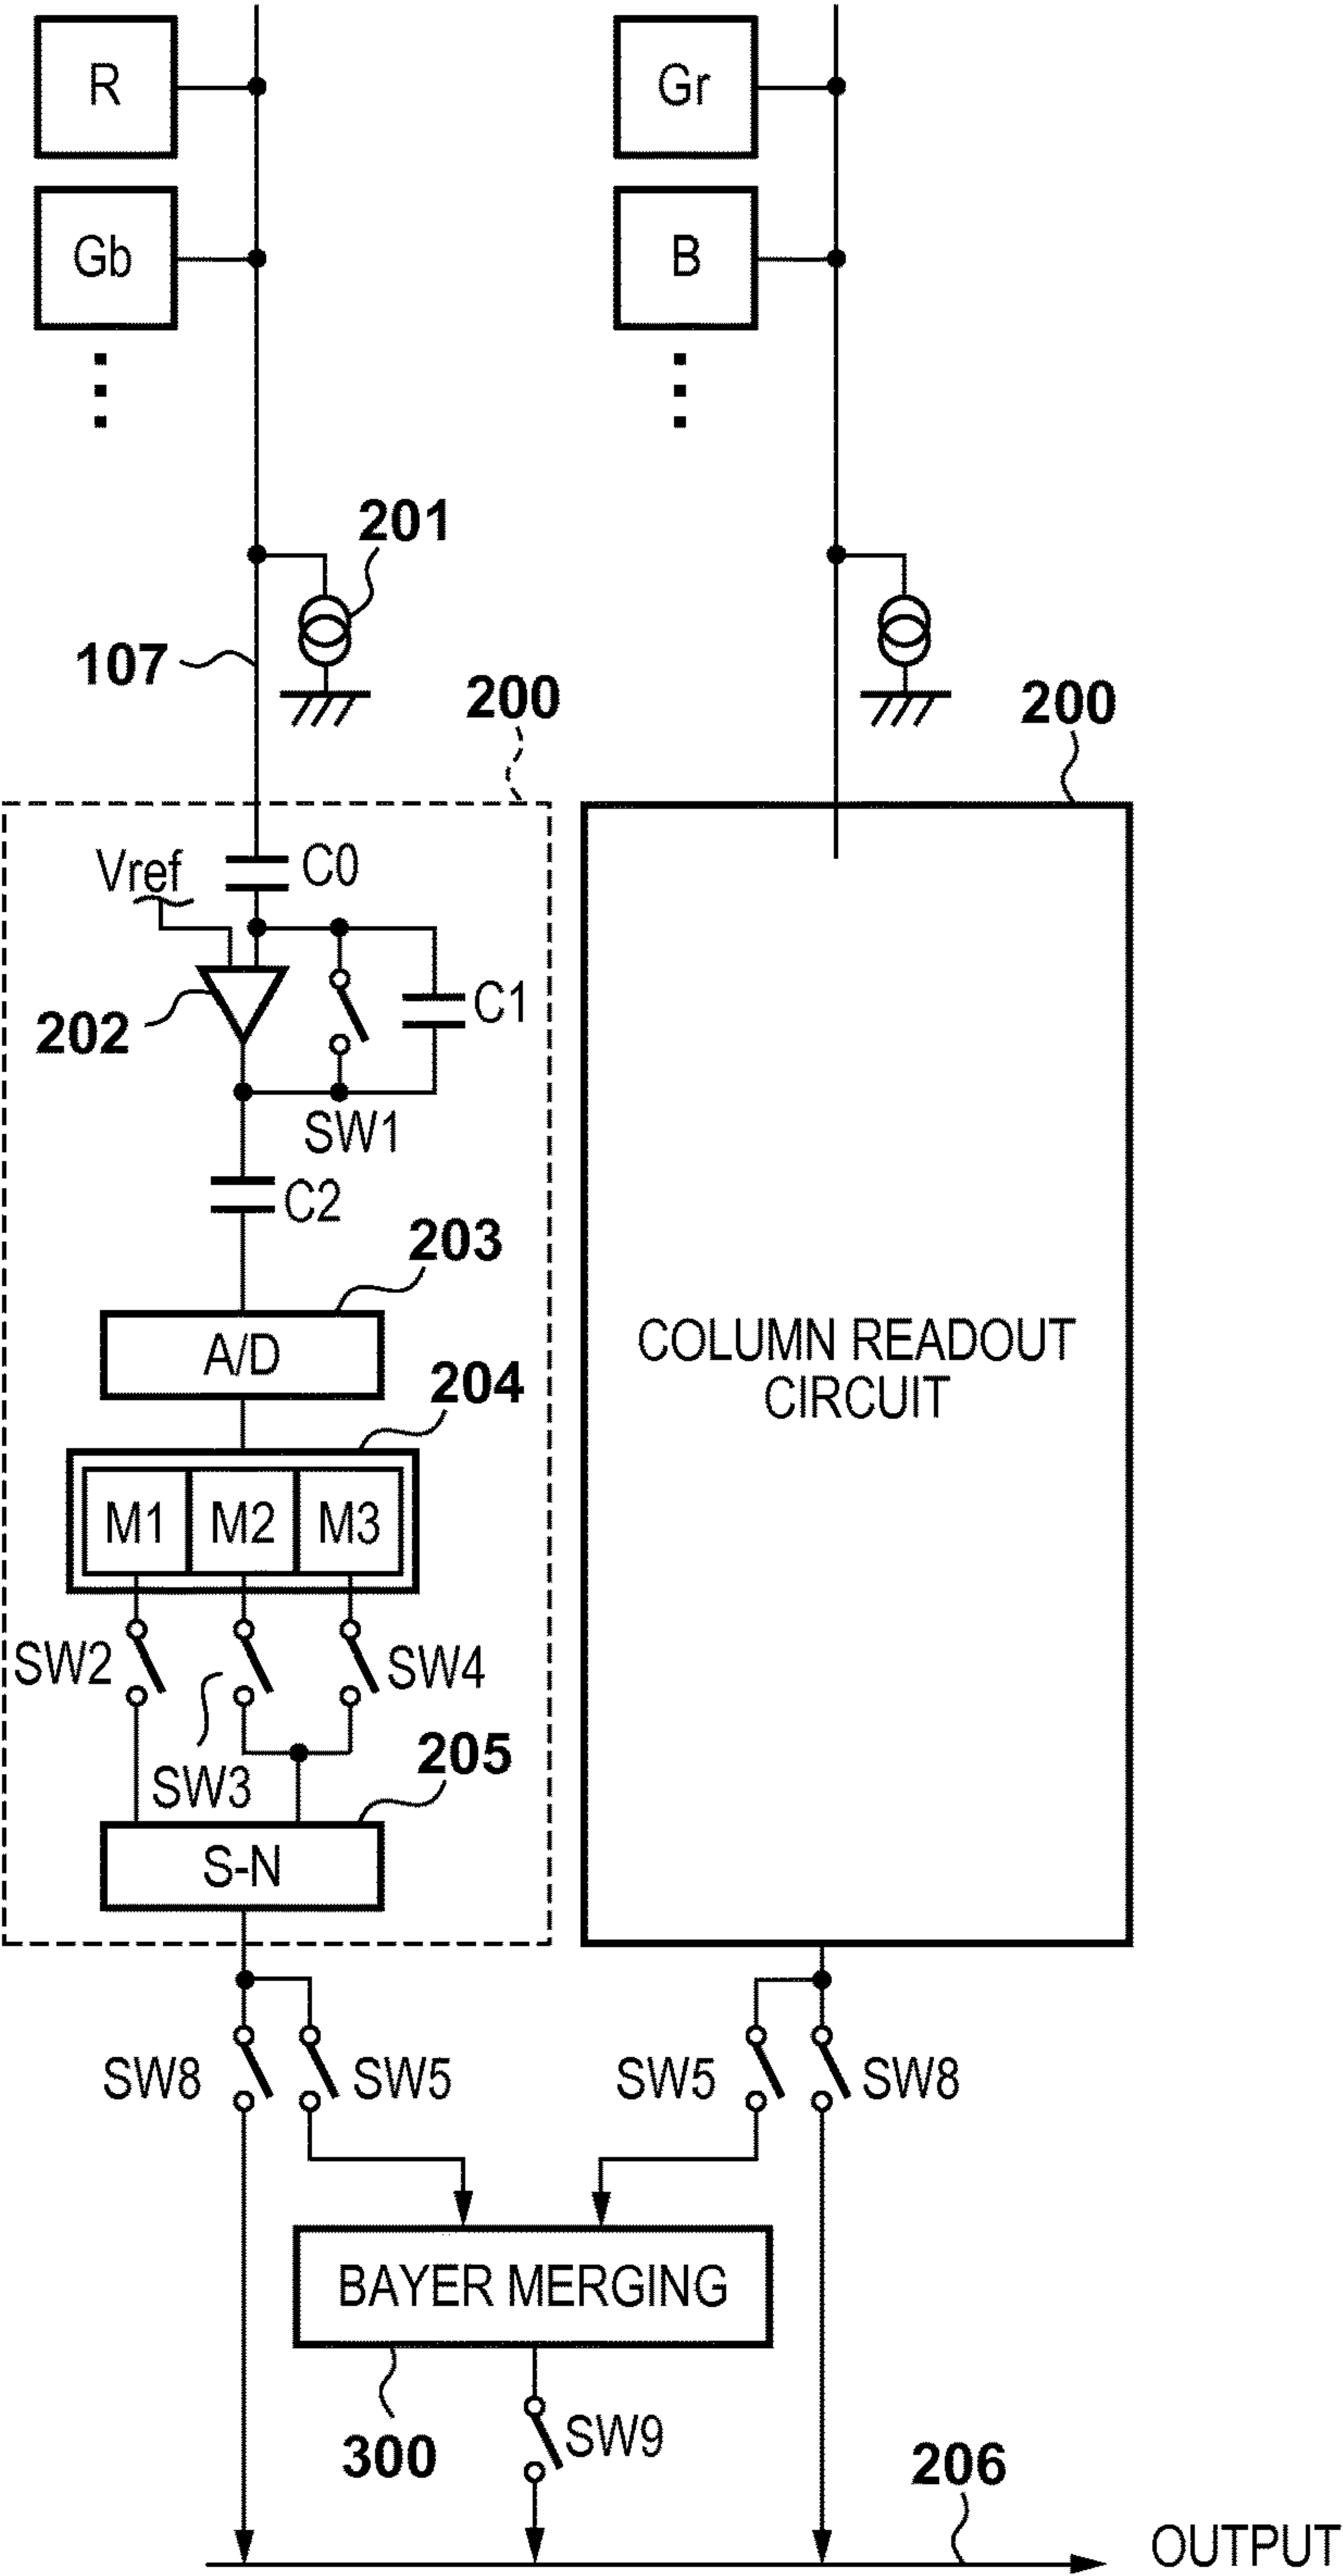 R
Gr
Gb
B
201
107
200
200
Vref
C0
202
C1
SW1
C2
203
A/D
COLUMN READOUT
CIRCUIT
204
M1
M2
M3
SW2
SW4
SW3
205
S-N
SW8
SW5
SW5
SW8
BAYER MERGING
300
SW9
206
OUTPUT